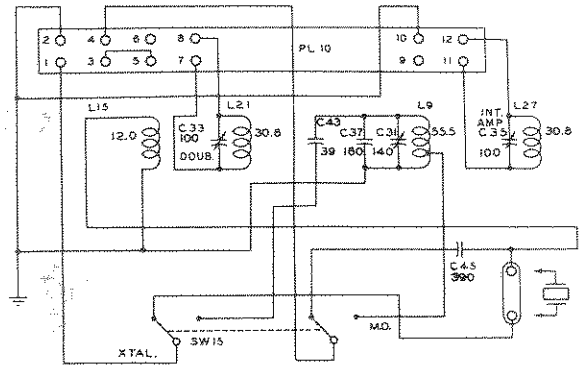 2 4 6 8 10 12
PL 10
1 3 5 7 9 11
L15 L21 L9 L27
C43 INT.
AMP.
12.0 C33 30.8 C37 C31 55.5 C35 30.8
100 39 160 140 100
DOUB.
C45
390
SW15 M.O.
XTAL.